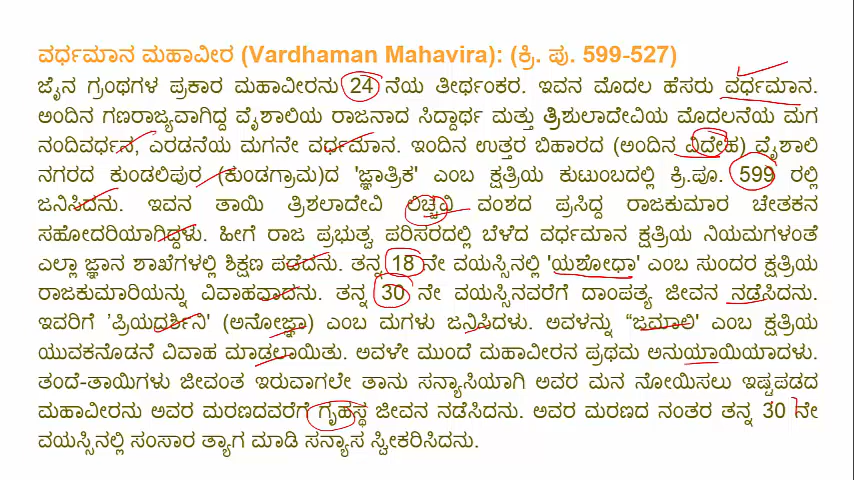 ವರ್ಧಮಾನ ಮಹಾವೀರ (Vardhaman Mahavira): (ಕ್ರಿ. ಪು. 599-527)
ಜೈನ ಗ್ರಂಥಗಳ ಪ್ರಕಾರ ಮಹಾವೀರನು 24 ನೆಯ ತೀರ್ಥಂಕರ. ಇವನ ಮೊದಲ ಹೆಸರು ವರ್ಧಮಾನ.
ಅಂದಿನ ಗಣರಾಜ್ಯವಾಗಿದ್ದ ವೈಶಾಲಿಯ ರಾಜನಾದ ಸಿದ್ದಾರ್ಥ ಮತ್ತು ತ್ರಿಶುಲಾದೇವಿಯ ಮೊದಲನೆಯ ಮಗ
ನಂದಿವರ್ಧನ, ಎರಡನೆಯ ಮಗನೇ ವರ್ಧಮಾನ. ಇಂದಿನ ಉತ್ತರ ಬಿಹಾರದ (ಅಂದಿನ ವಿದೇಹ) ವೈಶಾಲಿ
ನಗರದ ಕುಂಡಲಿಪುರ (ಕುಂಡಗ್ರಾಮ)ದ 'ಜ್ಞಾತ್ರಿಕ' ಎಂಬ ಕ್ಷತ್ರಿಯ ಕುಟುಂಬದಲ್ಲಿ ಕ್ರಿ.ಪೂ. 599 ರಲ್ಲಿ
ಜನಿಸಿದನು. ಇವನ ತಾಯಿ ತ್ರಿಶಲಾದೇವಿ ಲಿಚ್ಚವಿ ವಂಶದ ಪ್ರಸಿದ್ದ ರಾಜಕುಮಾರ ಚೇತಕನ
ಸಹೋದರಿಯಾಗಿದ್ದಳು. ಹೀಗೆ ರಾಜ ಪ್ರಭುತ್ವ ಪರಿಸರದಲ್ಲಿ ಬೆಳೆದ ವರ್ಧಮಾನ ಕ್ಷತ್ರಿಯ ನಿಯಮಗಳಂತೆ
ಎಲ್ಲಾ ಜ್ಞಾನ ಶಾಖೆಗಳಲ್ಲಿ ಶಿಕ್ಷಣ ಪಡೆದನು. ತನ್ನ 18 ನೇ ವಯಸ್ಸಿನಲ್ಲಿ 'ಯಶೋಧಾ' ಎಂಬ ಸುಂದರ ಕ್ಷತ್ರಿಯ
ರಾಜಕುಮಾರಿಯನ್ನು ವಿವಾಹವಾದನು. ತನ್ನ 30 ನೇ ವಯಸ್ಸಿನವರೆಗೆ ದಾಂಪತ್ಯ ಜೀವನ ನಡೆಸಿದನು.
ಇವರಿಗೆ 'ಪ್ರಿಯದರ್ಶಿನಿ' (ಅನೋಜ್ಞಾ) ಎಂಬ ಮಗಳು ಜನಿಸಿದಳು. ಅವಳನ್ನು “ಜಮಾಲಿ' ಎಂಬ ಕ್ಷತ್ರಿಯ
ಯುವಕನೊಡನೆ ವಿವಾಹ ಮಾಡಲಾಯಿತು. ಅವಳೇ ಮುಂದೆ ಮಹಾವೀರನ ಪ್ರಥಮ ಅನುಯಾಯಿಯಾದಳು.
ತಂದೆ-ತಾಯಿಗಳು ಜೀವಂತ ಇರುವಾಗಲೇ ತಾನು ಸನ್ಯಾಸಿಯಾಗಿ ಅವರ ಮನ ನೋಯಿಸಲು ಇಷ್ಟಪಡದ
ಮಹಾವೀರನು ಅವರ ಮರಣದವರೆಗೆ ಗೃಹಸ್ಥ ಜೀವನ ನಡೆಸಿದನು. ಅವರ ಮರಣದ ನಂತರ ತನ್ನ 30 ನೇ
ವಯಸ್ಸಿನಲ್ಲಿ ಸಂಸಾರ ತ್ಯಾಗ ಮಾಡಿ ಸನ್ಯಾಸ ಸ್ವೀಕರಿಸಿದನು.